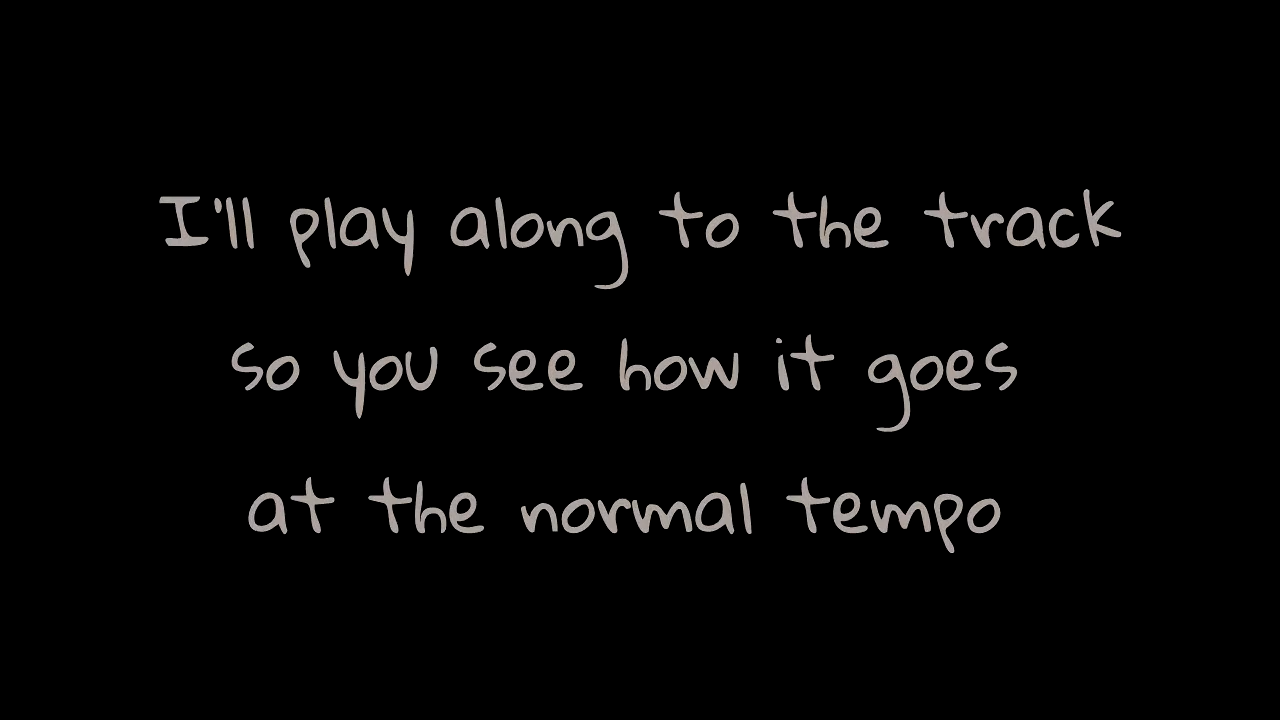 I'll play along to the track
so you see how it goes
at the normal tempo